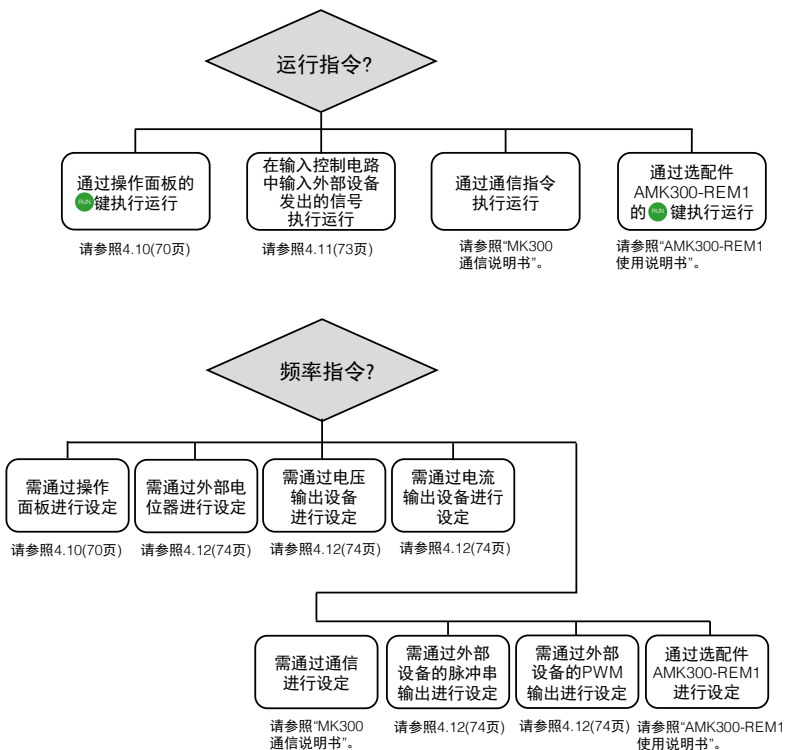 运行指令?
通过操作面板的
RUN键执行运行
请参照4.10(70页)
在输入控制电路
中输入外部设备
发出的信号
执行运行
请参照4.11(73页)
通过通信指令
执行运行
请参照“MK300
通信说明书”。
通过选配件
AMK300-REM1
的RUN键执行运行
请参照“AMK300-REM1
使用说明书”。
频率指令?
需通过操作
面板进行设定
请参照4.10(70页)
需通过外部电
位器进行设定
请参照4.12(74页)
需通过电压
输出设备
进行设定
请参照4.12(74页)
需通过电流
输出设备进行
设定
请参照4.12(74页)
需通过通信
进行设定
请参照“MK300
通信说明书”。
需通过外部
设备的脉冲串
输出进行设定
请参照4.12(74页)
需通过外部
设备的PWM
输出进行设定
请参照4.12(74页)
通过选配件
AMK300-REM1
进行设定
请参照“AMK300-REM1
使用说明书”。